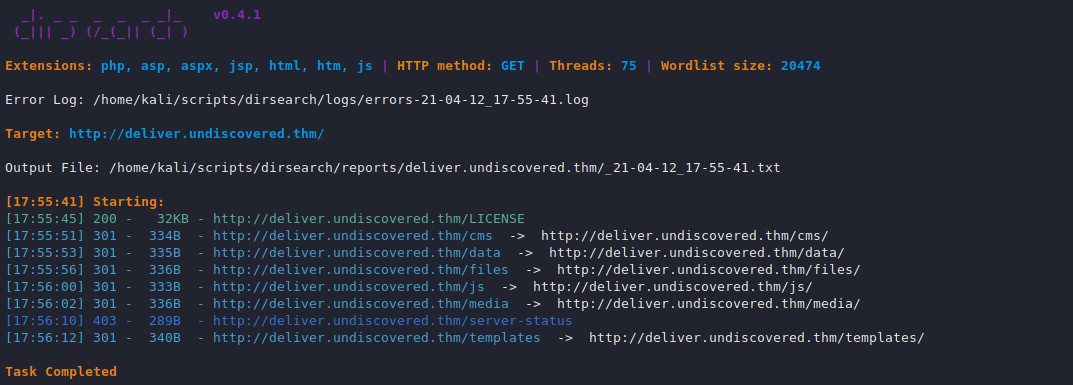 _|. _ _  _  _  _ _|_    v0.4.1
(_||| _) (/_(_|| (_| )
Extensions: php, asp, aspx, jsp, html, htm, js | HTTP method: GET | Threads: 75 | Wordlist size: 20474
Error Log: /home/kali/scripts/dirsearch/logs/errors-21-04-12_17-55-41.log
Target: http://deliver.undiscovered.thm/
Output File: /home/kali/scripts/dirsearch/reports/deliver.undiscovered.thm/_21-04-12_17-55-41.txt
[17:55:41] Starting:
[17:55:45] 200 -   32KB - http://deliver.undiscovered.thm/LICENSE
[17:55:51] 301 -  334B  - http://deliver.undiscovered.thm/cms  ->  http://deliver.undiscovered.thm/cms/
[17:55:53] 301 -  335B  - http://deliver.undiscovered.thm/data  ->  http://deliver.undiscovered.thm/data/
[17:55:56] 301 -  336B  - http://deliver.undiscovered.thm/files  ->  http://deliver.undiscovered.thm/files/
[17:56:00] 301 -  333B  - http://deliver.undiscovered.thm/js  ->  http://deliver.undiscovered.thm/js/
[17:56:02] 301 -  336B  - http://deliver.undiscovered.thm/media  ->  http://deliver.undiscovered.thm/media/
[17:56:10] 403 -  289B  - http://deliver.undiscovered.thm/server-status
[17:56:12] 301 -  340B  - http://deliver.undiscovered.thm/templates  ->  http://deliver.undiscovered.thm/templates/
Task Completed